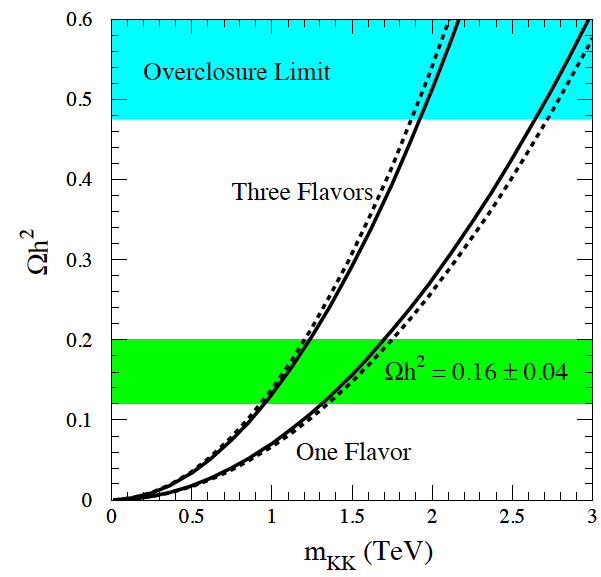 0.6
Overclosure Limit
0.5
0.4
Three Flavors
0.3
Ωh²
0.2
Ωh² = 0.16 ± 0.04
0.1
One Flavor
0
0 0.5 1 1.5 2 2.5 3
m_KK (TeV)